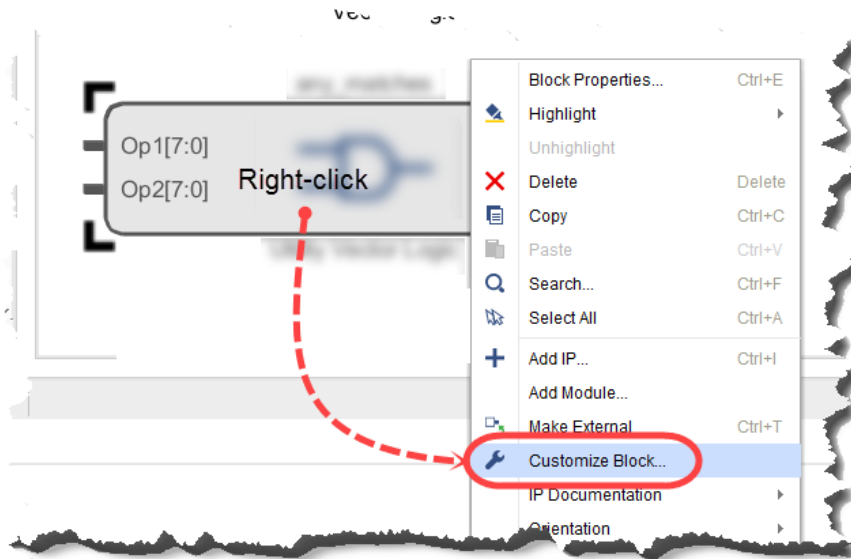 Op1[7:0]
Op2[7:0]
Right-click
Block Properties... Ctrl+E
Highlight
Unhighlight
Delete Delete
Copy Ctrl+C
Paste Ctrl+V
Search... Ctrl+F
Select All Ctrl+A
Add IP... Ctrl+I
Add Module...
Make External Ctrl+T
Customize Block...
IP Documentation
Orientation